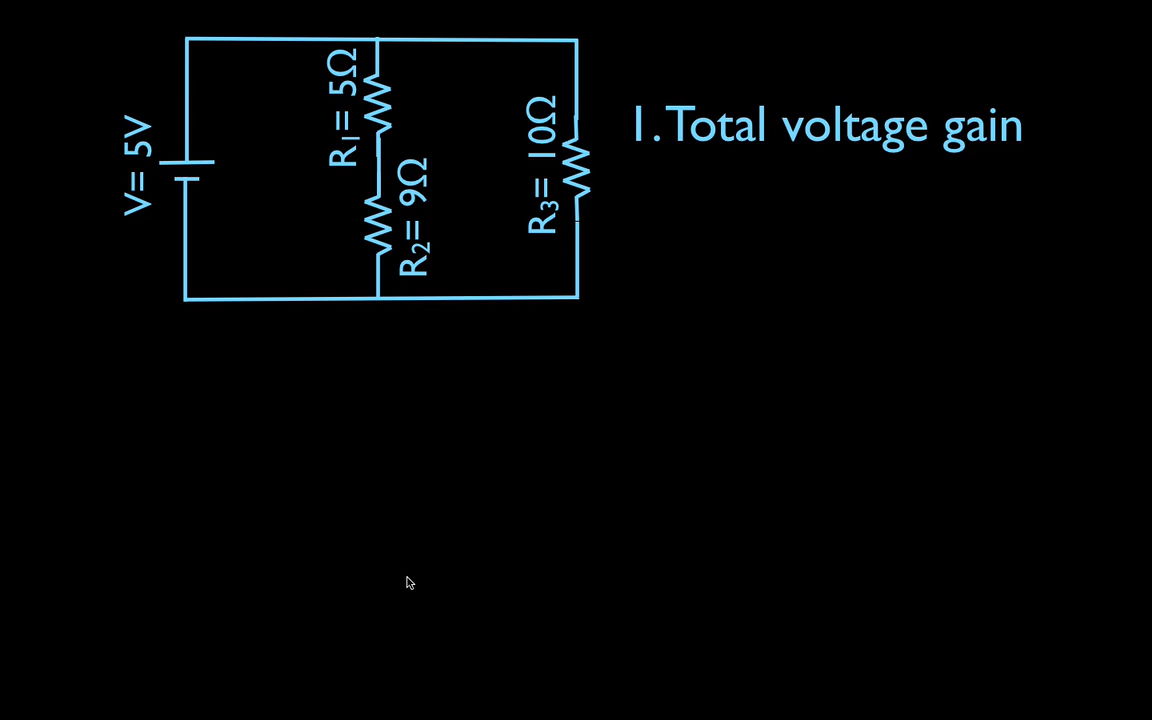 V= 5V
R₁= 5Ω
R₂= 9Ω
R₃= 10Ω
1. Total voltage gain